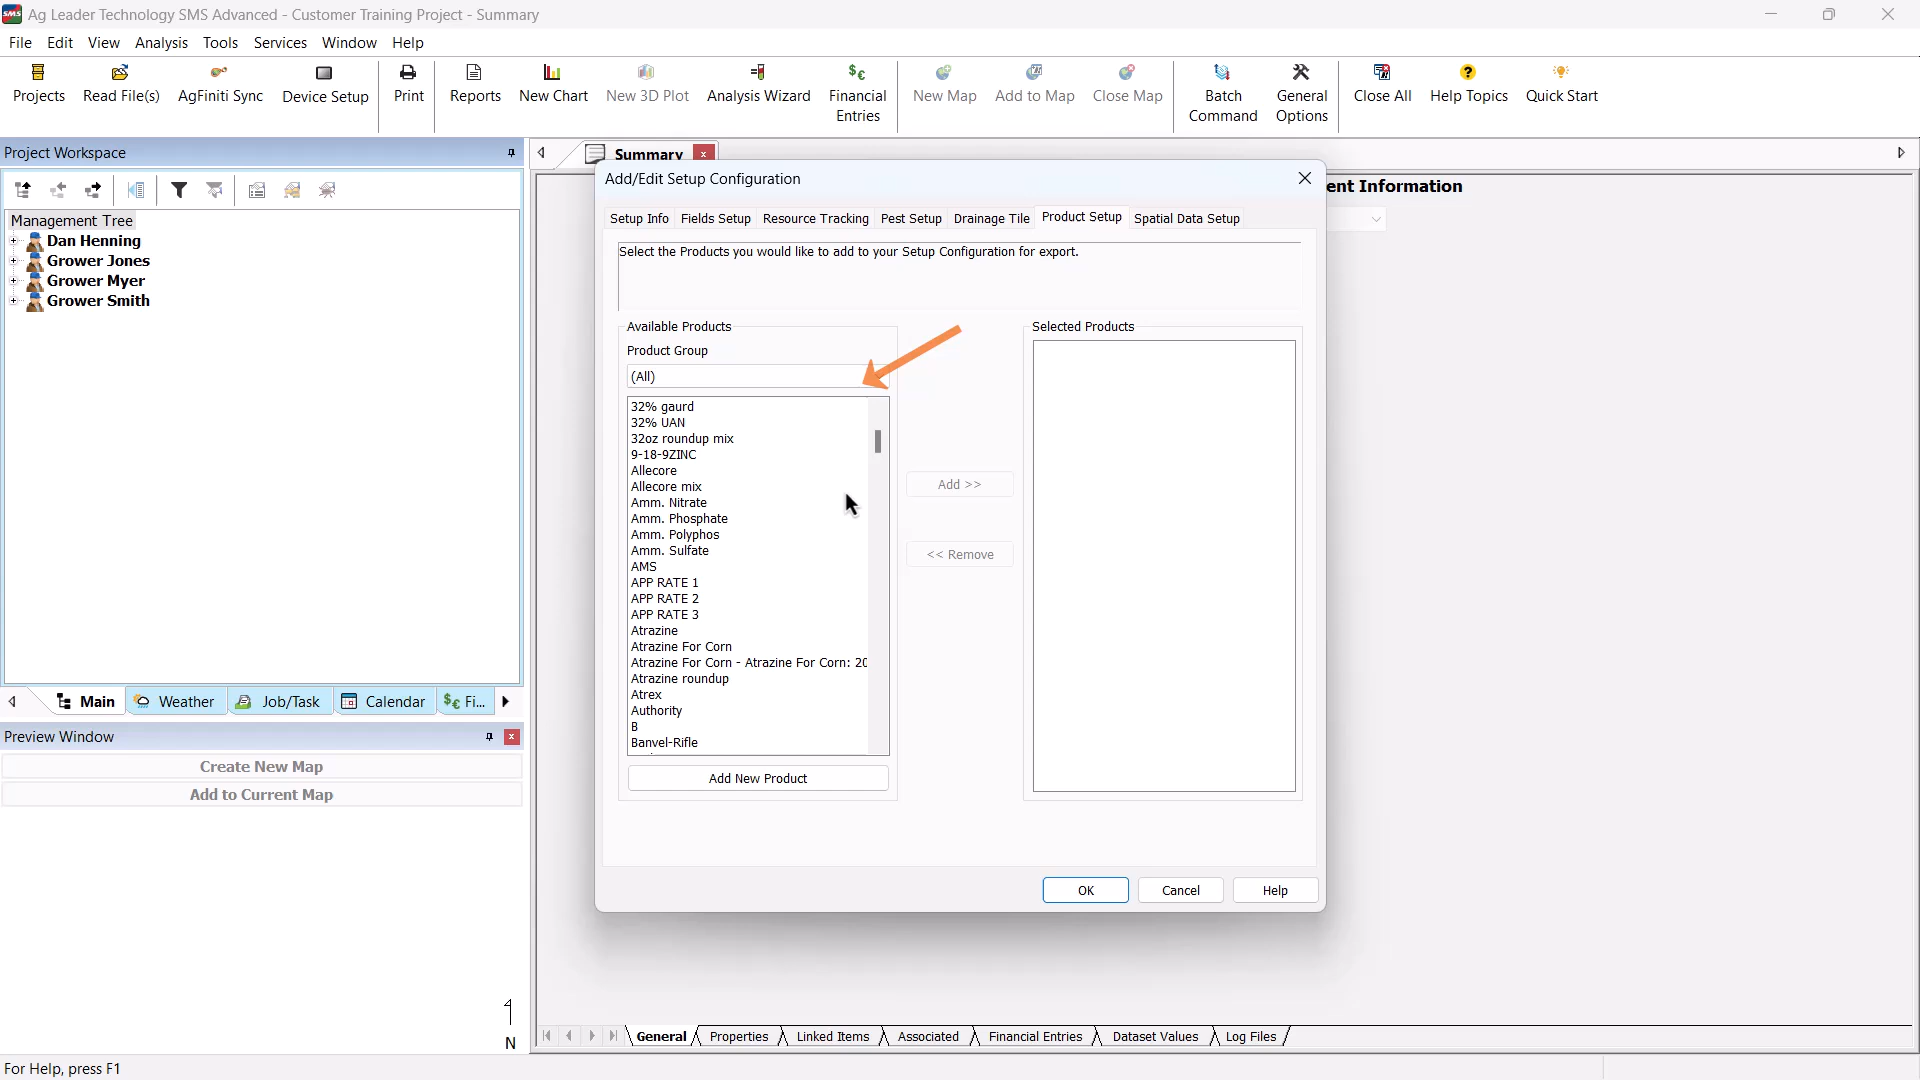 SMS Ag Leader Technology SMS Advanced - Customer Training Project - Summary
File Edit View Analysis Tools Services Window Help
Projects Read File(s) AgFiniti Sync Device Setup Print Reports New Chart New 3D Plot Analysis Wizard Financial Entries New Map Add to Map Close Map Batch Command General Options Close All Help Topics Quick Start
Project Workspace
Management Tree
Dan Henning
Grower Jones
Grower Myer
Grower Smith
Main Weather Job/Task Calendar Fi...
Preview Window
Create New Map
Add to Current Map
N
Summary
ent Information
Add/Edit Setup Configuration
Setup Info Fields Setup Resource Tracking Pest Setup Drainage Tile Product Setup Spatial Data Setup
Select the Products you would like to add to your Setup Configuration for export.
Available Products
Product Group
(All)
32% gaurd
32% UAN
32oz roundup mix
9-18-9ZINC
Allecore
Allecore mix
Amm. Nitrate
Amm. Phosphate
Amm. Polyphos
Amm. Sulfate
AMS
APP RATE 1
APP RATE 2
APP RATE 3
Atrazine
Atrazine For Corn
Atrazine For Corn - Atrazine For Corn: 20
Atrazine roundup
Atrex
Authority
B
Banvel-Rifle
Add New Product
Add >>
<< Remove
Selected Products
OK Cancel Help
General Properties Linked Items Associated Financial Entries Dataset Values Log Files
For Help, press F1